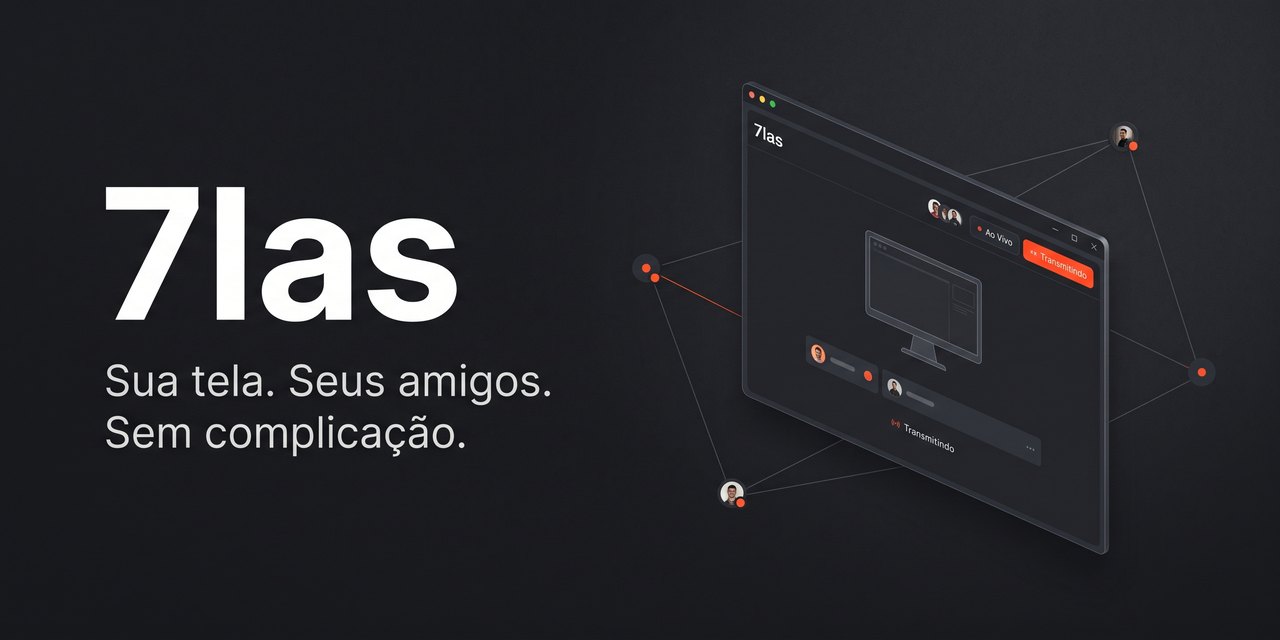 7las
Sua tela. Seus amigos.
Sem complicação.
7las
Ao Vivo
Transmitindo
Transmitindo